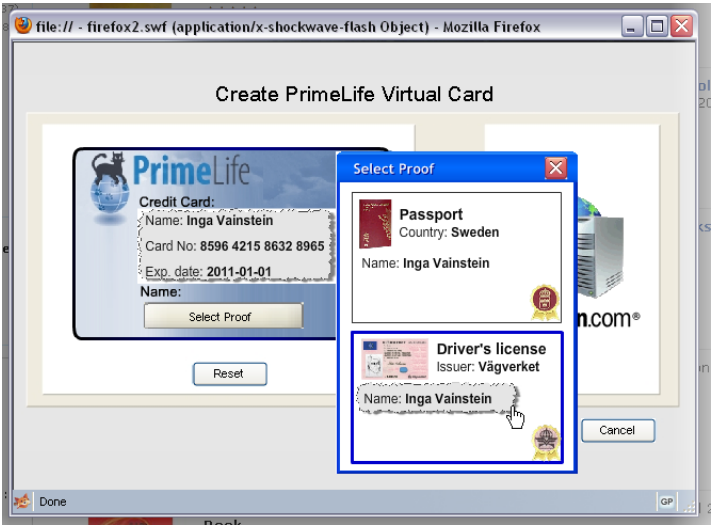 file:// - firefox2.swf (application/x-shockwave-flash Object) - Mozilla Firefox
Create PrimeLife Virtual Card
PrimeLife
Credit Card:
Name: Inga Vainstein
Card No: 8596 4215 8632 8965
Exp. date: 2011-01-01
Name:
Select Proof
Reset
Select Proof
Passport
Country: Sweden
Name: Inga Vainstein
Driver's license
Issuer: Vägverket
Name: Inga Vainstein
n.com®
Cancel
Done
GP